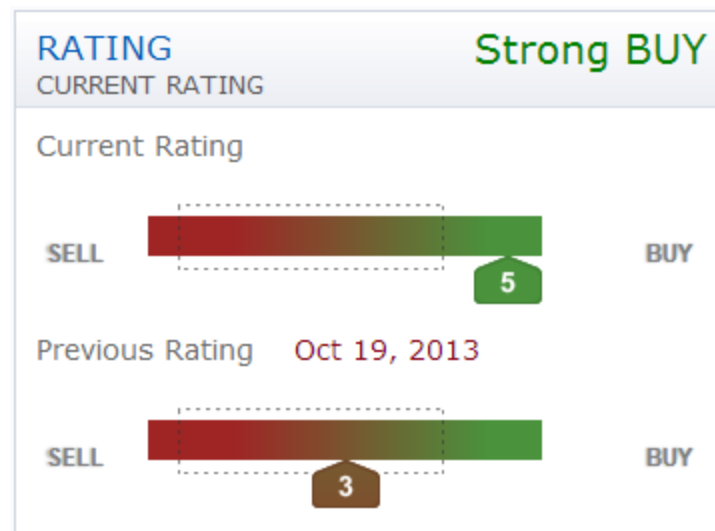 RATING Strong BUY
CURRENT RATING
Current Rating
SELL BUY
5
Previous Rating Oct 19, 2013
SELL BUY
3